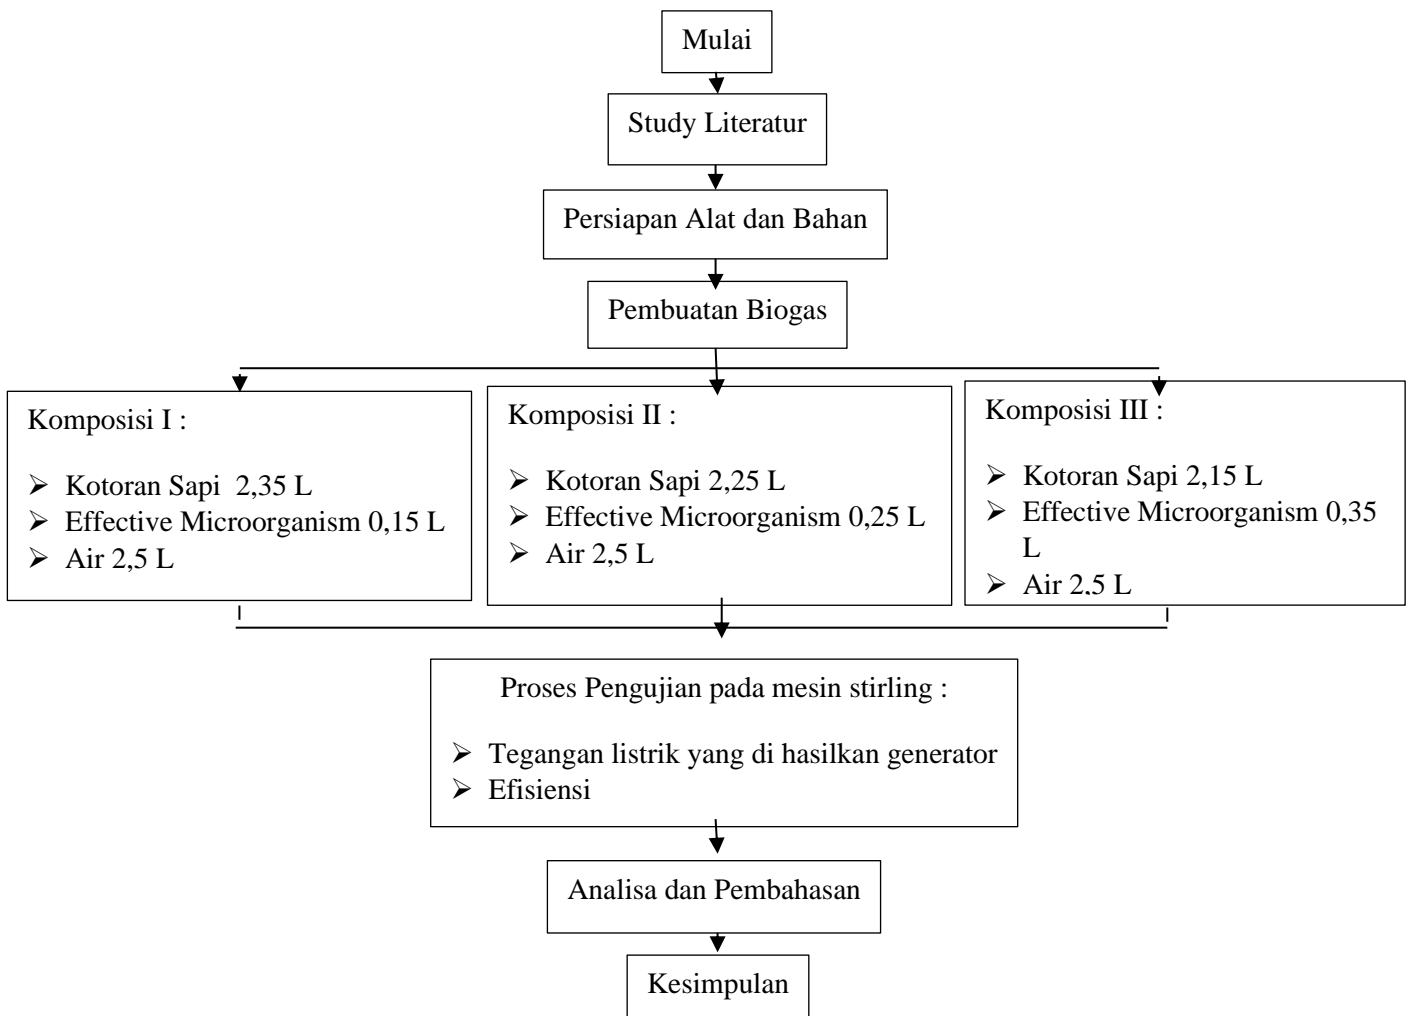 Mulai
Study Literatur
Persiapan Alat dan Bahan
Pembuatan Biogas
Komposisi I :
➢ Kotoran Sapi  2,35 L
➢ Effective Microorganism 0,15 L
➢ Air 2,5 L
Komposisi II :
➢ Kotoran Sapi 2,25 L
➢ Effective Microorganism 0,25 L
➢ Air 2,5 L
Komposisi III :
➢ Kotoran Sapi 2,15 L
➢ Effective Microorganism 0,35
L
➢ Air 2,5 L
Proses Pengujian pada mesin stirling :
➢ Tegangan listrik yang di hasilkan generator
➢ Efisiensi
Analisa dan Pembahasan
Kesimpulan